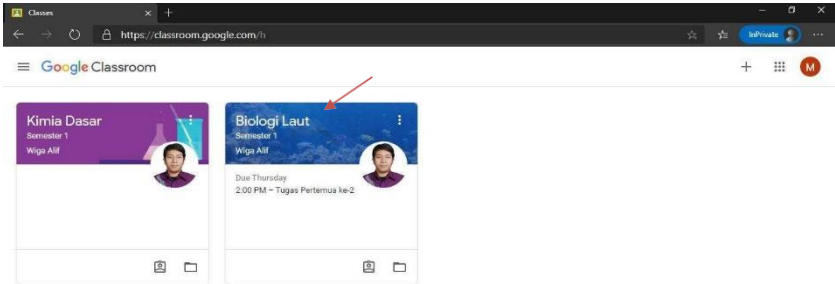 Classes
https://classroom.google.com/h
InPrivate
Google Classroom
M
Kimia Dasar
Semester 1
Wiga Alif
Biologi Laut
Semester 1
Wiga Alif
Due Thursday
2:00 PM – Tugas Pertemua ke-2